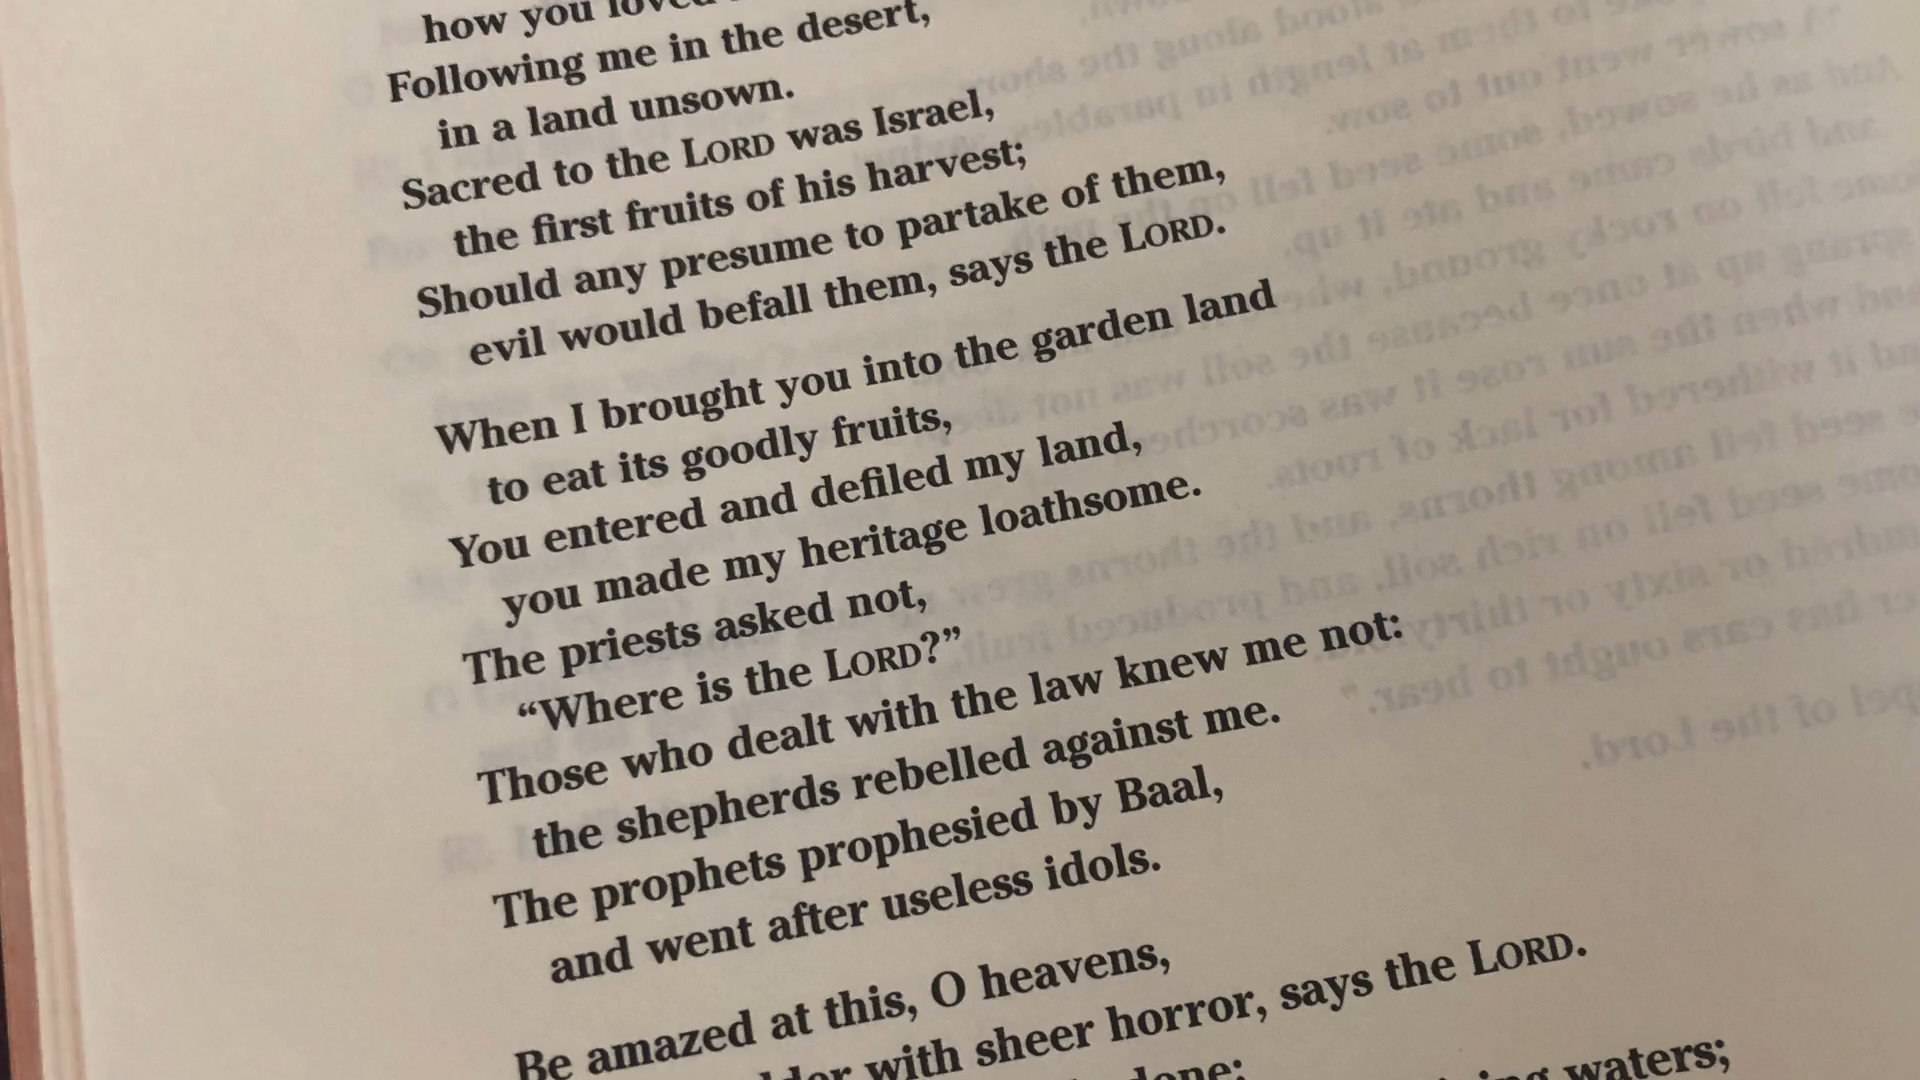 how you loved
Following me in the desert,
in a land unsown.
Sacred to the LORD was Israel,
the first fruits of his harvest;
Should any presume to partake of them,
evil would befall them, says the LORD.
When I brought you into the garden land
to eat its goodly fruits,
You entered and defiled my land,
you made my heritage loathsome.
The priests asked not,
“Where is the LORD?”
Those who dealt with the law knew me not:
the shepherds rebelled against me.
The prophets prophesied by Baal,
and went after useless idols.
Be amazed at this, O heavens,
with sheer horror, says the LORD.
done:
waters;